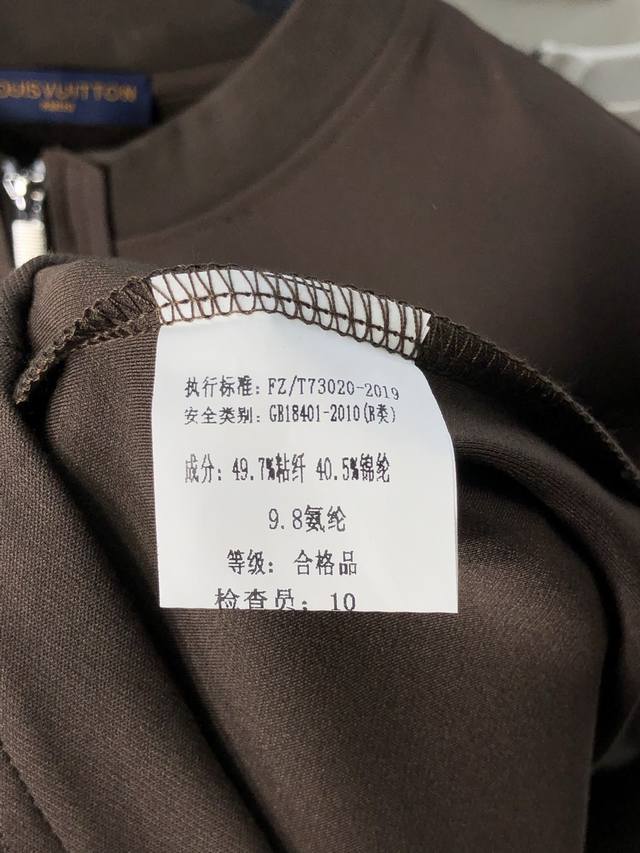 OUIS VUITTON
PARIS
执行标准: FZ/T73020-2019
安全类别: GB18401-2010(B类)
成分: 49.7%粘纤 40.5%锦纶
9.8氨纶
等级: 合格品
检查员: 10